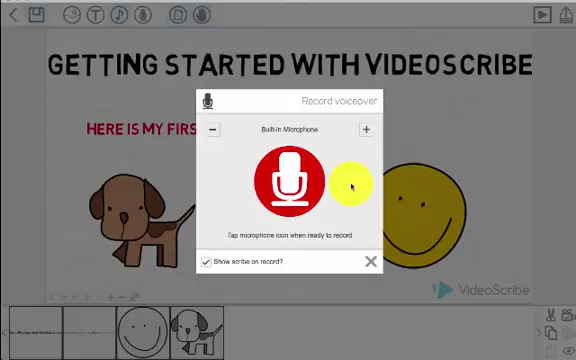 GETTING STARTED WITH VIDEOSCRIBE
Record voiceover
HERE IS MY FIRS
Built-in Microphone
Tap microphone icon when ready to record
Show scribe on record?
VideoScribe